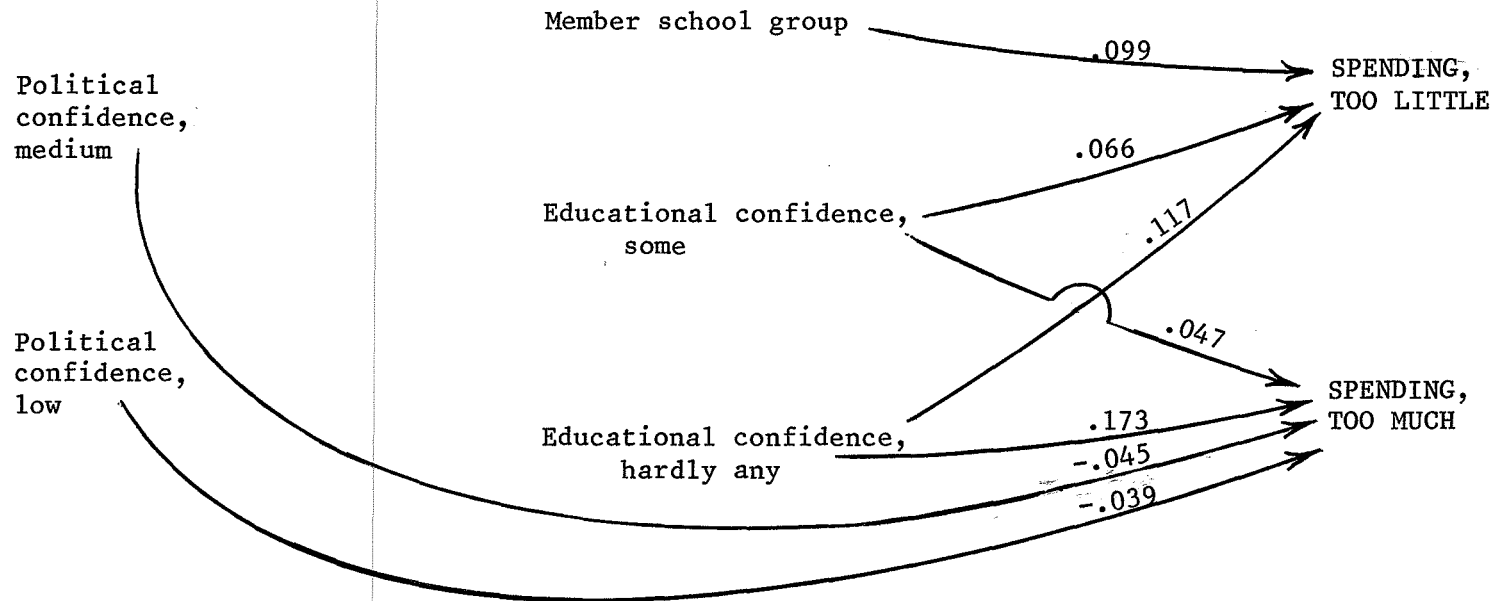 Member school group
.099
SPENDING,
TOO LITTLE
Political
confidence,
medium
.066
Educational confidence,
some
.117
.047
Political
confidence,
low
SPENDING,
TOO MUCH
.173
Educational confidence,
hardly any
-.045
-.039